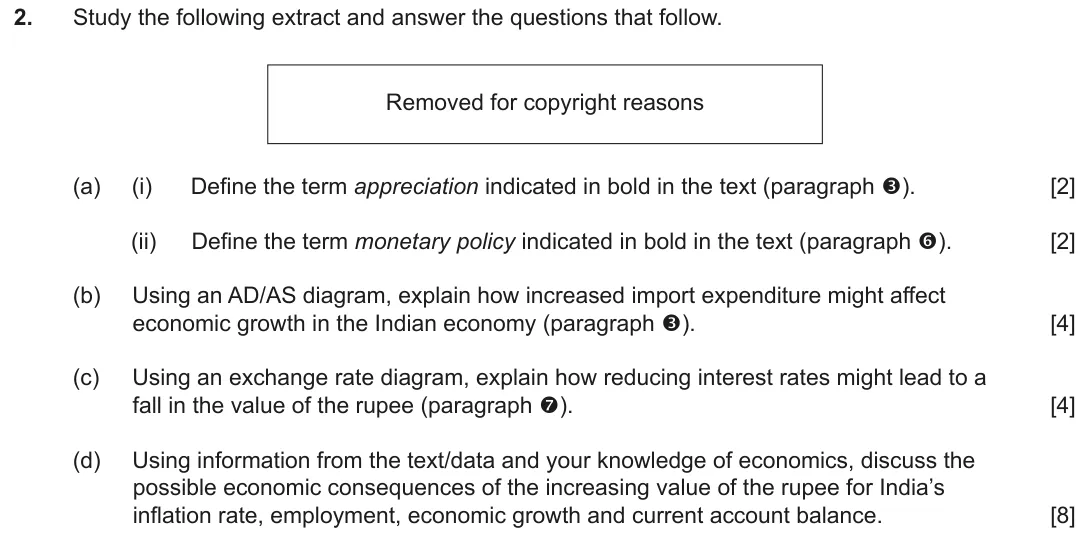 2. Study the following extract and answer the questions that follow.
Removed for copyright reasons
(a) (i) Define the term appreciation indicated in bold in the text (paragraph ❸). [2]
(ii) Define the term monetary policy indicated in bold in the text (paragraph ❻). [2]
(b) Using an AD/AS diagram, explain how increased import expenditure might affect
economic growth in the Indian economy (paragraph ❸). [4]
(c) Using an exchange rate diagram, explain how reducing interest rates might lead to a
fall in the value of the rupee (paragraph ❼). [4]
(d) Using information from the text/data and your knowledge of economics, discuss the
possible economic consequences of the increasing value of the rupee for India's
inflation rate, employment, economic growth and current account balance. [8]